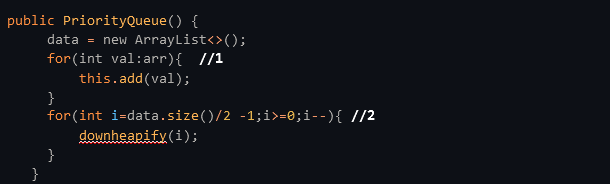 public PriorityQueue() {
data = new ArrayList<>();
for(int val:arr){ //1
this.add(val);
}
for(int i=data.size()/2 -1;i>=0;i--){ //2
downheapify(i);
}
}